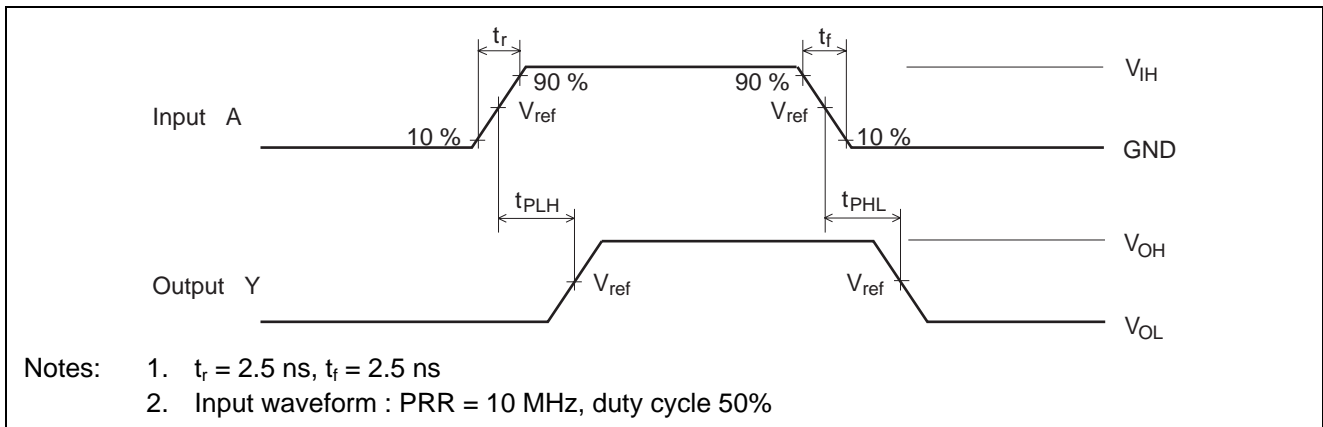 tr tf
90 % 90 % VIH
Input A Vref Vref
10 % 10 % GND
tPLH tPHL
VOH
Output Y Vref Vref
VOL
Notes: 1. tr = 2.5 ns, tf = 2.5 ns
2. Input waveform : PRR = 10 MHz, duty cycle 50%